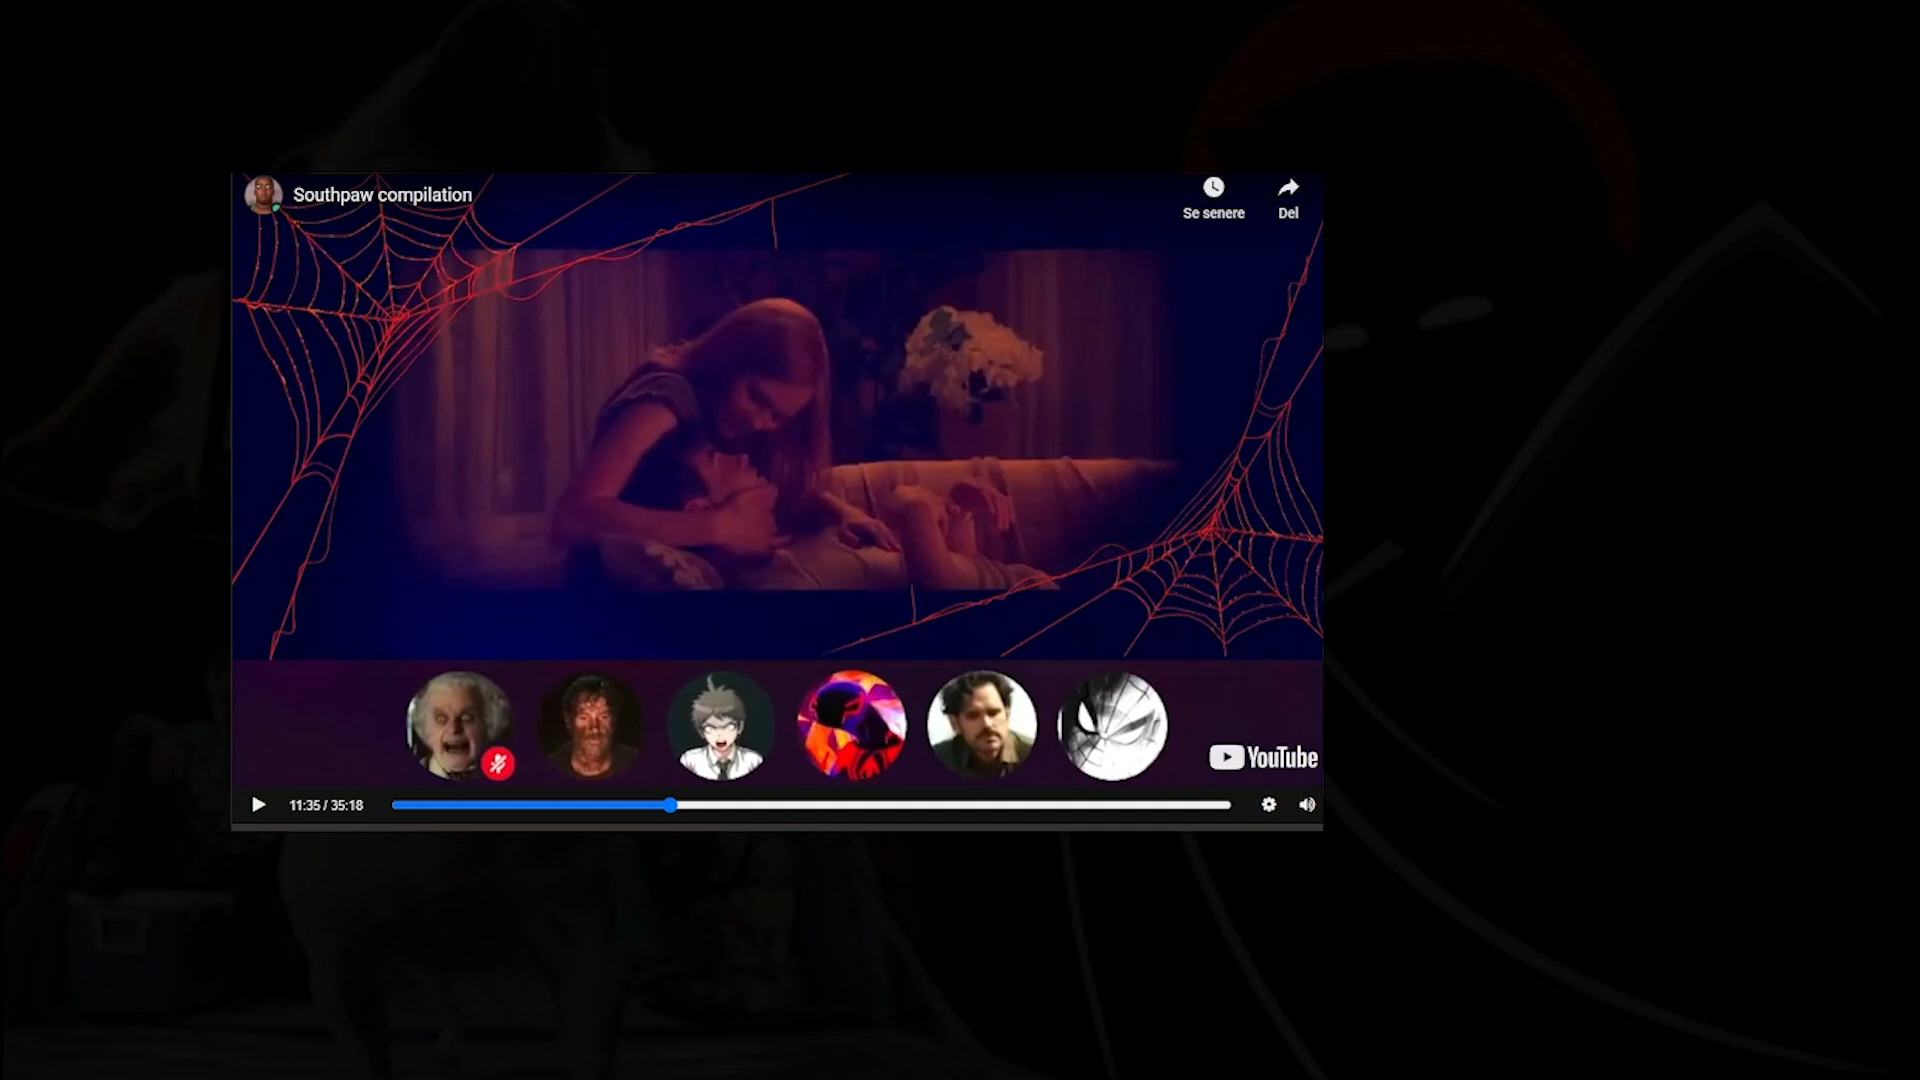 Southpaw compilation
Se senere
Del
YouTube
11:35 / 35:18